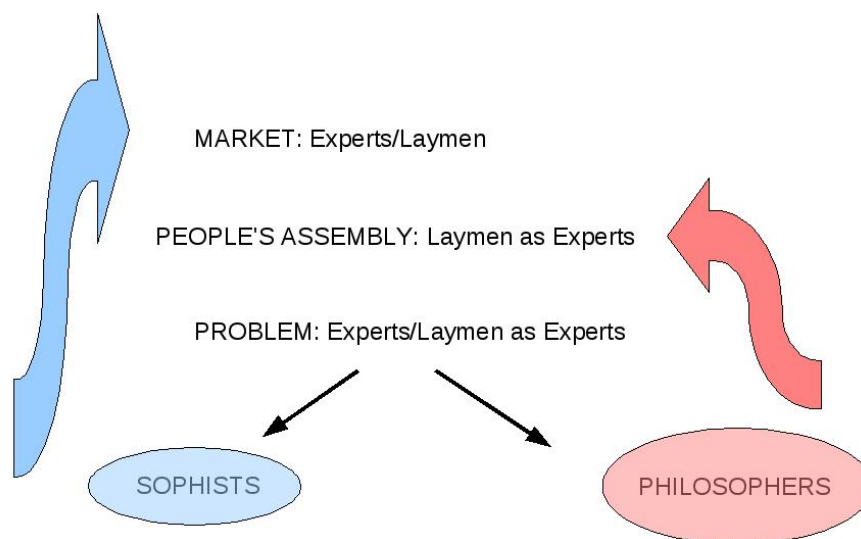 MARKET: Experts/Laymen
PEOPLE'S ASSEMBLY: Laymen as Experts
PROBLEM: Experts/Laymen as Experts
SOPHISTS
PHILOSOPHERS